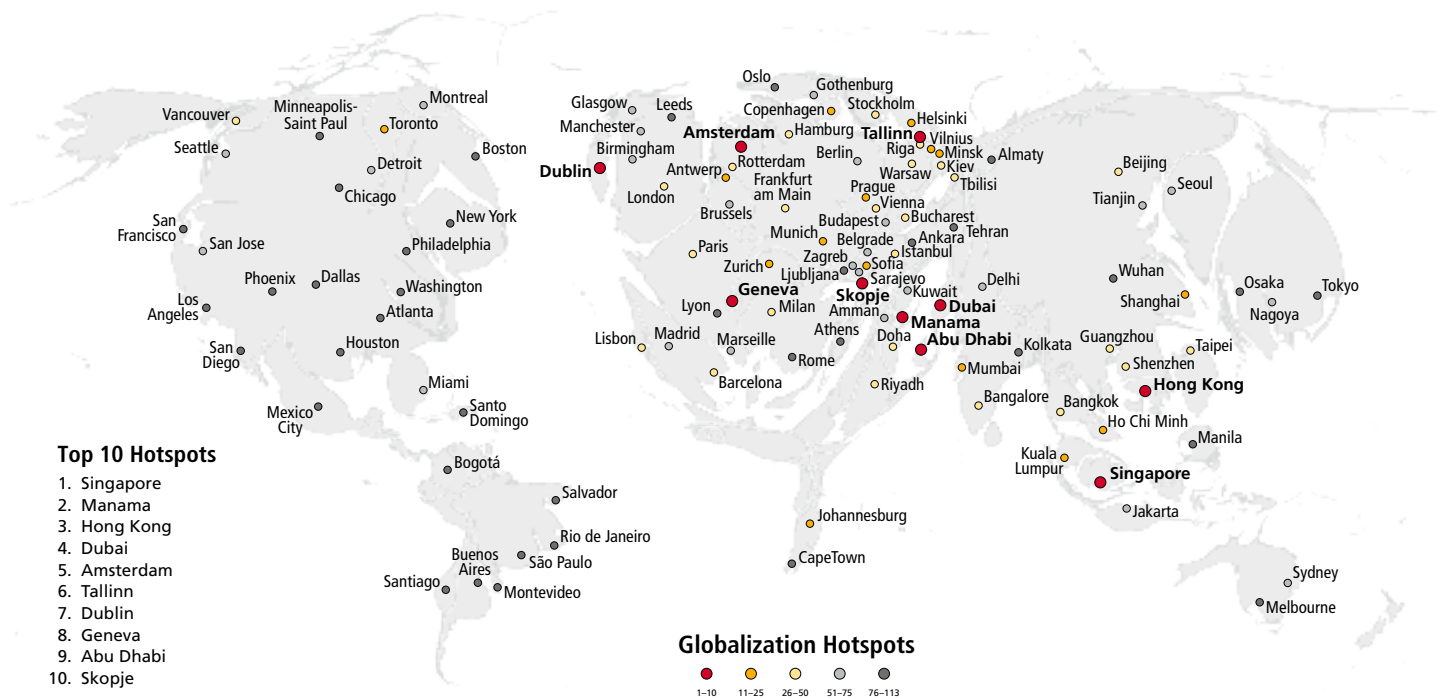 Oslo
Gothenburg
Glasgow
Leeds
Copenhagen
Stockholm
Montreal
Vancouver
Minneapolis-
Saint Paul
Toronto
Helsinki
Manchester
Amsterdam
Hamburg
Tallinn
Vilnius
Seattle
Boston
Birmingham
Berlin
Riga
Minsk
Almaty
Detroit
Dublin
Antwerp
Rotterdam
Warsaw
Kiev
Beijing
Chicago
London
Frankfurt
am Main
Prague
Tbilisi
Seoul
Tianjin
Vienna
Brussels
Budapest
Bucharest
San
Francisco
New York
Munich
Tehran
San Jose
Philadelphia
Paris
Belgrade
Ankara
Istanbul
Zagreb
Zurich
Sofia
Ljubljana
Sarajevo
Phoenix
Dallas
Washington
Geneva
Skopje
Kuwait
Delhi
Wuhan
Osaka
Tokyo
Shanghai
Los
Angeles
Atlanta
Lyon
Milan
Amman
Dubai
Nagoya
Manama
Houston
Lisbon
Madrid
Marseille
Athens
Doha
Abu Dhabi
Kolkata
Guangzhou
Taipei
San
Diego
Rome
Mumbai
Shenzhen
Miami
Barcelona
Riyadh
Hong Kong
Mexico
City
Santo
Domingo
Bangalore
Bangkok
Ho Chi Minh
Manila
Kuala
Lumpur
Bogotá
Singapore
Salvador
Jakarta
Johannesburg
Rio de Janeiro
São Paulo
Buenos
Aires
CapeTown
Santiago
Montevideo
Sydney
Melbourne
Top 10 Hotspots
1. Singapore
2. Manama
3. Hong Kong
4. Dubai
5. Amsterdam
6. Tallinn
7. Dublin
8. Geneva
9. Abu Dhabi
10. Skopje
Globalization Hotspots
1–10 11–25 26–50 51–75 76–113